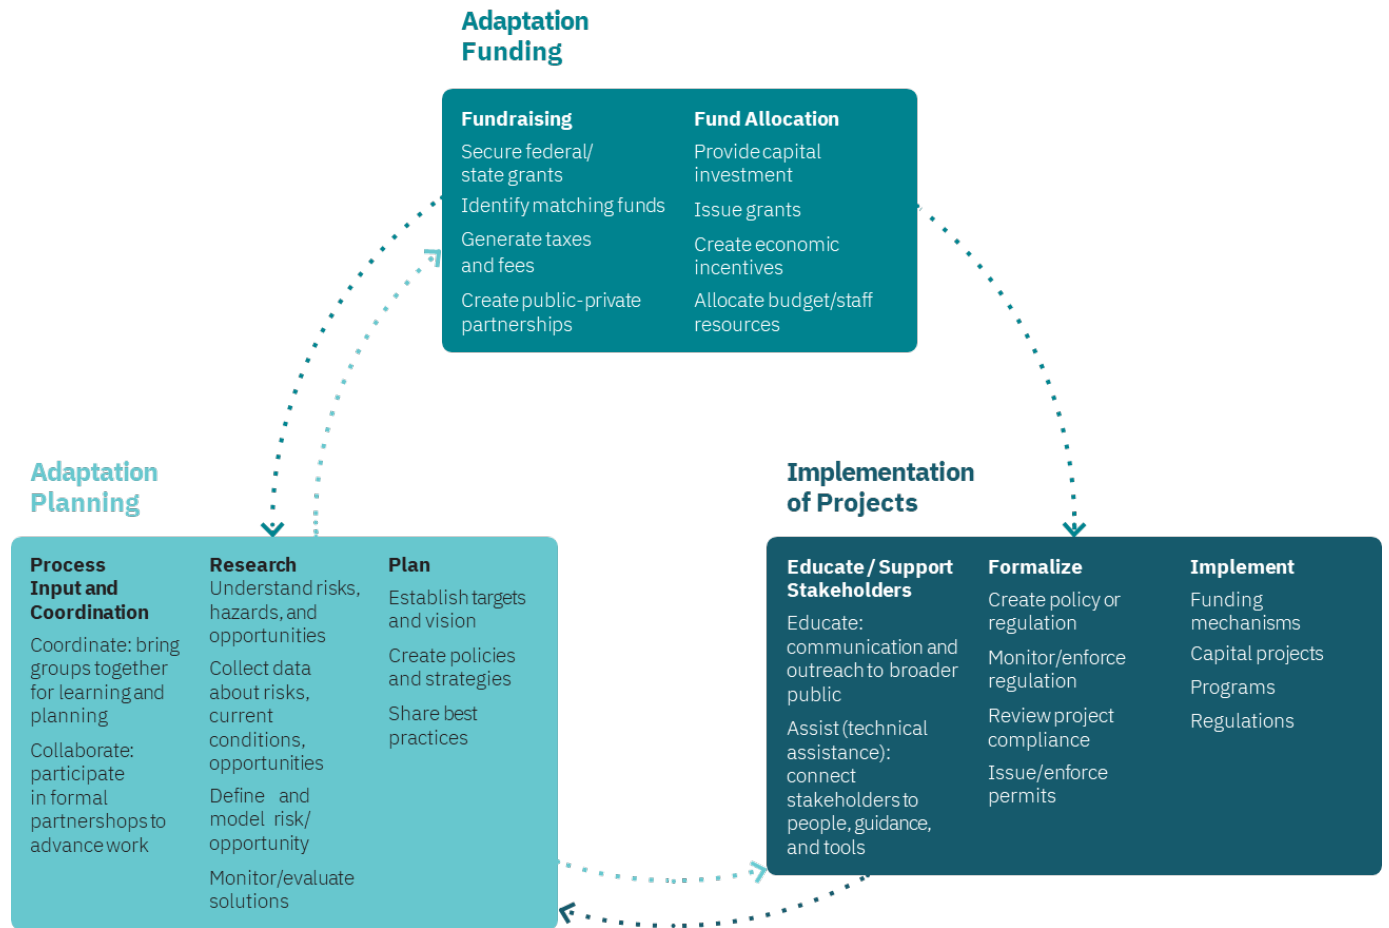 Adaptation
Funding
Fundraising
Secure federal/
state grants
Identify matching funds
Generate taxes
and fees
Create public-private
partnerships
Fund Allocation
Provide capital
investment
Issue grants
Create economic
incentives
Allocate budget/staff
resources
Adaptation
Planning
Process
Input and
Coordination
Coordinate: bring
groups together
for learning and
planning
Collaborate:
participate
in formal
partnershops to
advance work
Research
Understand risks,
hazards, and
opportunities
Collect data
about risks,
current
conditions,
opportunities
Define and
model risk/
opportunity
Monitor/evaluate
solutions
Plan
Establish targets
and vision
Create policies
and strategies
Share best
practices
Implementation
of Projects
Educate / Support
Stakeholders
Educate:
communication and
outreach to broader
public
Assist (technical
assistance):
connect
stakeholders to
people, guidance,
and tools
Formalize
Create policy or
regulation
Monitor/enforce
regulation
Review project
compliance
Issue/enforce
permits
Implement
Funding
mechanisms
Capital projects
Programs
Regulations